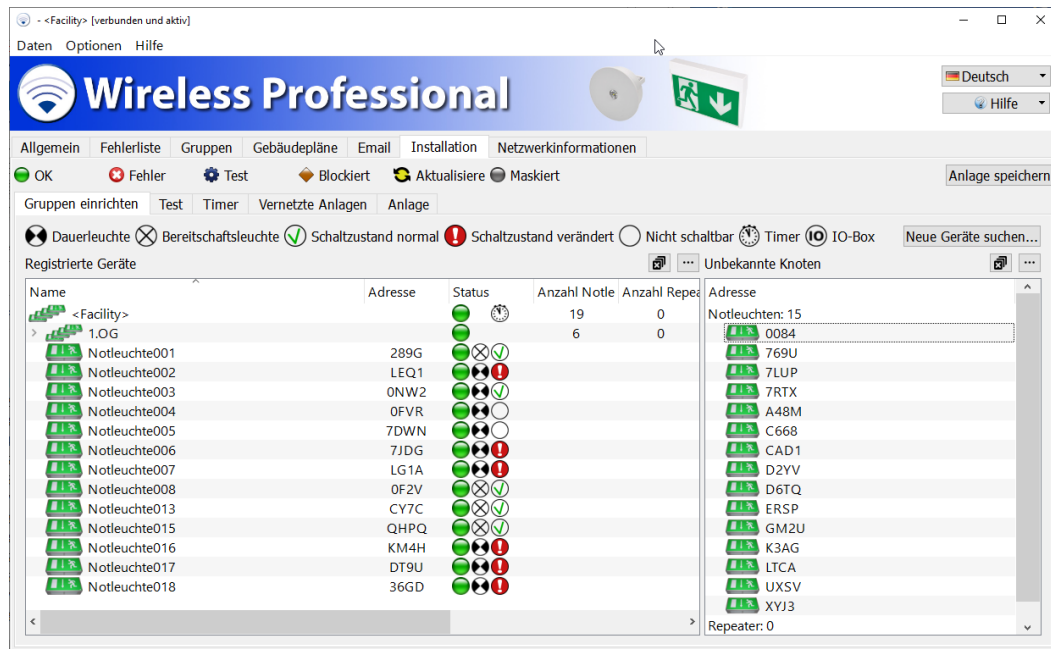 - <Facility> [verbunden und aktiv]
Daten Optionen Hilfe
Wireless Professional
Deutsch
Hilfe
Allgemein Fehlerliste Gruppen Gebäudepläne Email Installation Netzwerkinformationen
OK Fehler Test Blockiert Aktualisiere Maskiert Anlage speichern
Gruppen einrichten Test Timer Vernetzte Anlagen Anlage
Dauerleuchte Bereitschaftsleuchte Schaltzustand normal Schaltzustand verändert Nicht schaltbar Timer IO IO-Box Neue Geräte suchen...
Registrierte Geräte ... Unbekannte Knoten ...
Name Adresse Status Anzahl Notle Anzahl Repea Adresse
<Facility> 19 0 Notleuchten: 15
1.OG 6 0 0084
Notleuchte001 289G 769U
Notleuchte002 LEQ1 7LUP
Notleuchte003 0NW2 7RTX
Notleuchte004 0FVR A48M
Notleuchte005 7DWN C668
Notleuchte006 7JDG CAD1
Notleuchte007 LG1A D2YV
Notleuchte008 0F2V D6TQ
Notleuchte013 CY7C ERSP
Notleuchte015 QHPQ GM2U
Notleuchte016 KM4H K3AG
Notleuchte017 DT9U LTCA
Notleuchte018 36GD UXSV
XYJ3
Repeater: 0